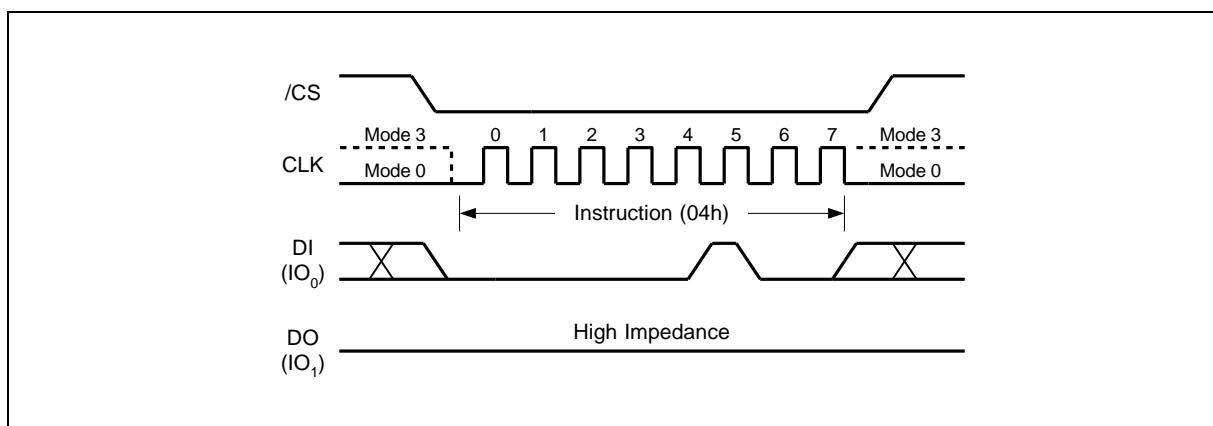 /CS
Mode 3 0 1 2 3 4 5 6 7 Mode 3
CLK
Mode 0 Mode 0
Instruction (04h)
DI
(IO0)
High Impedance
DO
(IO1)